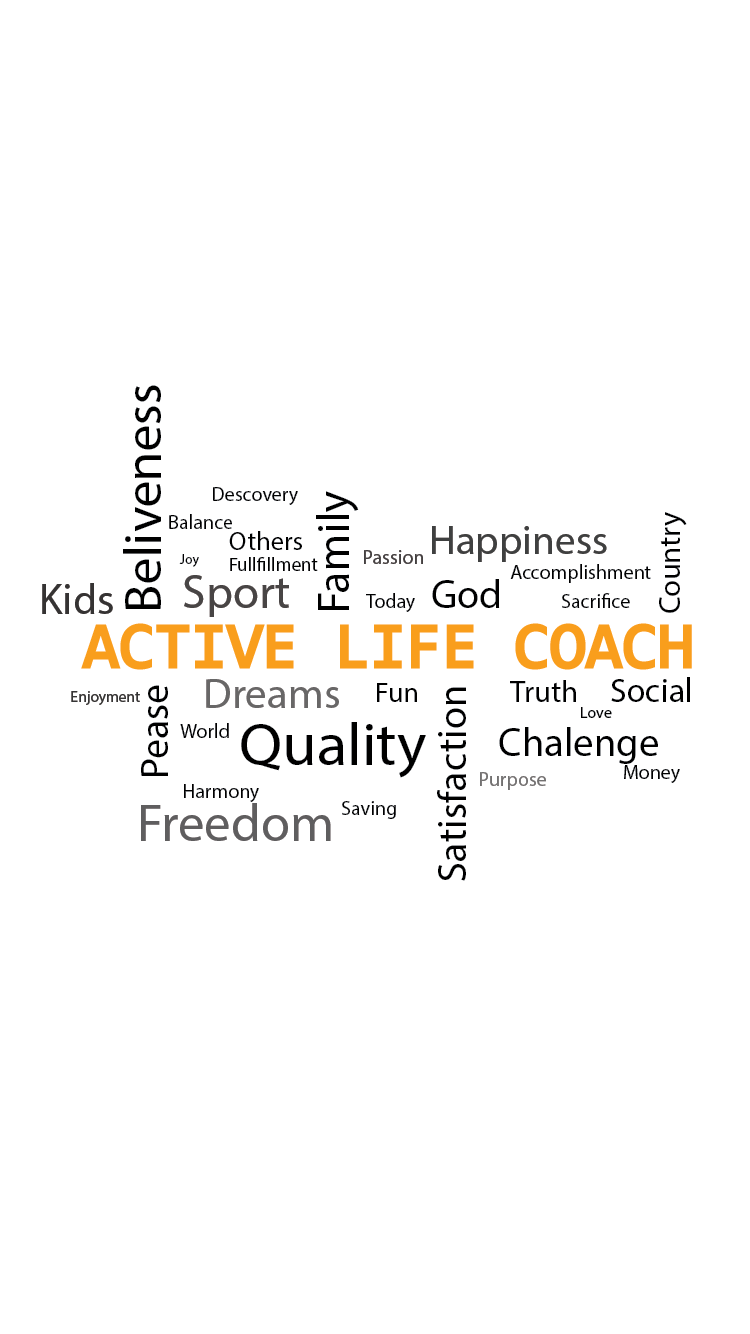 Beliveness
Descovery
Balance
Others
Family
Happiness
Country
Joy
Fullfillment
Passion
Accomplishment
Kids
Sport
Today
God
Sacrifice
ACTIVE LIFE COACH
Enjoyment
Pease
Dreams
Fun
Satisfaction
Truth
Social
Love
World
Quality
Chalenge
Purpose
Money
Harmony
Saving
Freedom